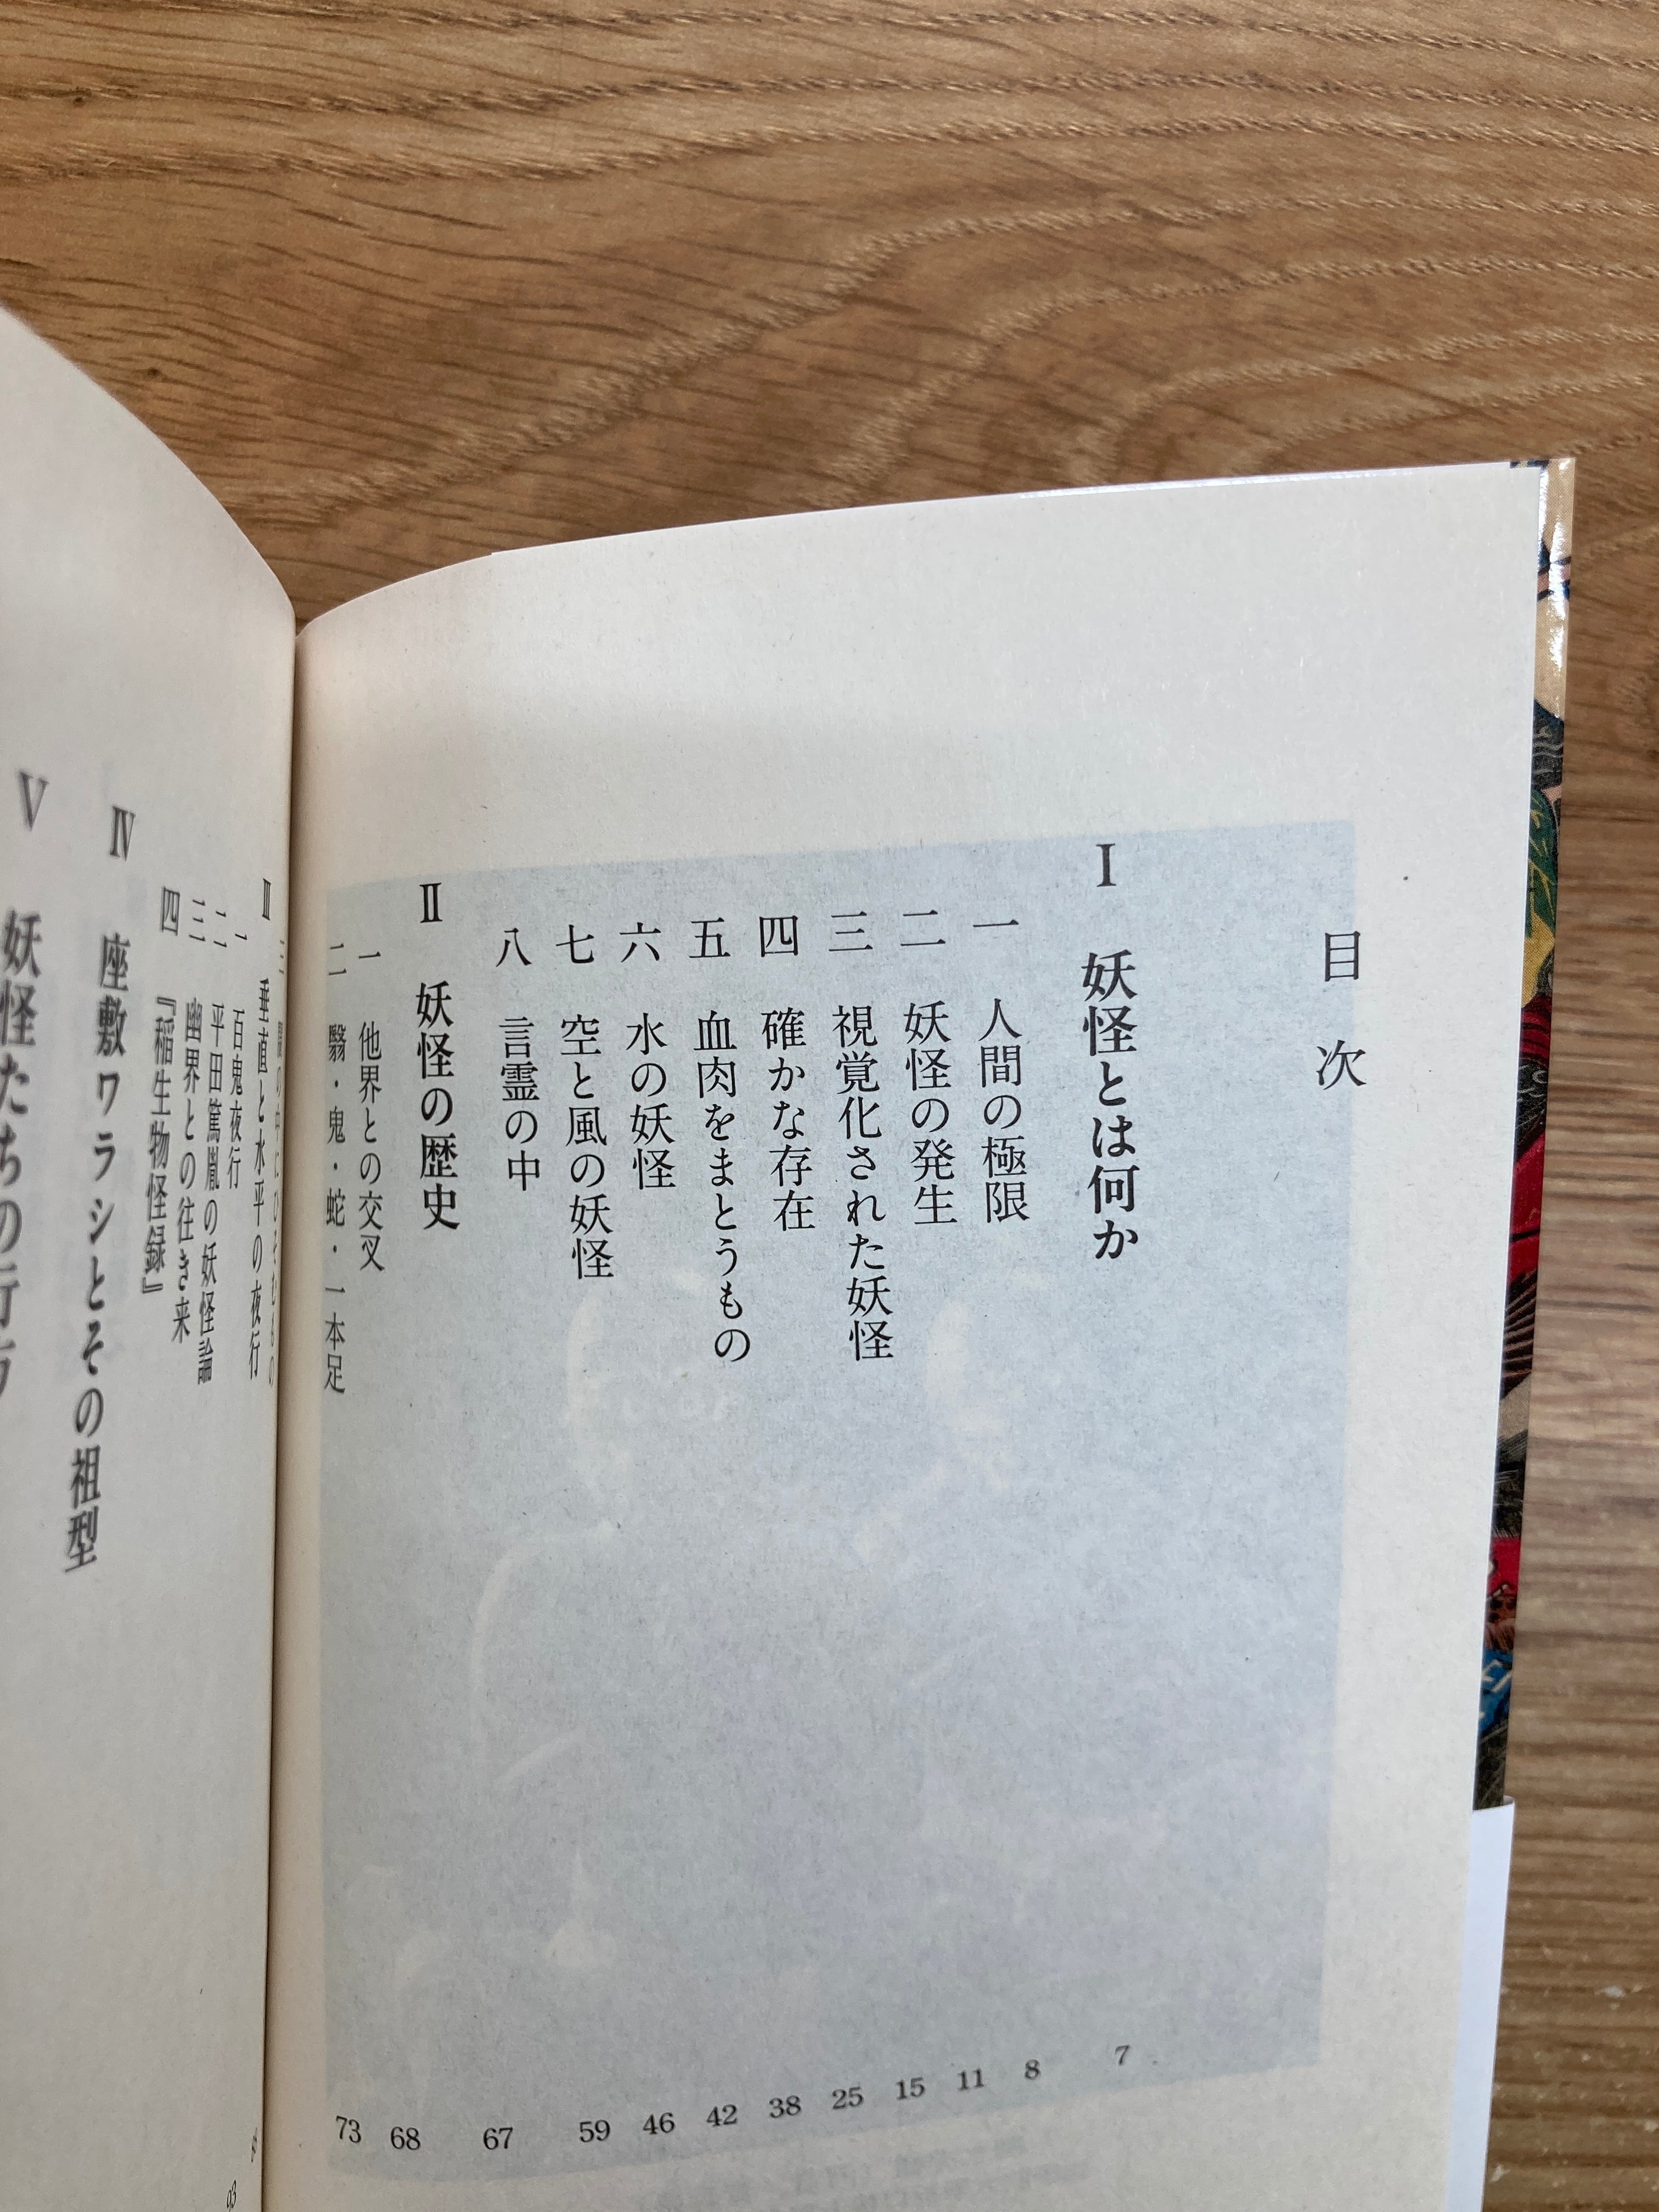 目次
Ⅰ 妖怪とは何か 7
一 人間の極限 8
二 妖怪の発生 11
三 視覚化された妖怪 15
四 確かな存在 25
五 血肉をまとうもの 38
六 水の妖怪 42
七 空と風の妖怪 46
八 言霊の中 59
Ⅱ 妖怪の歴史 67
一 他界との交叉 68
二 翳・鬼・蛇・一本足 73
三
Ⅲ 垂直と水平の夜行
一 百鬼夜行
二 平田篤胤の妖怪論
三 幽界との往き来
四 『稲生物怪録』
Ⅳ 座敷ワラシとその祖型
Ⅴ 妖怪たちの行方